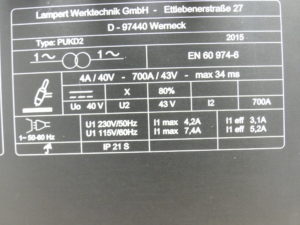 Lampert Werktechnik GmbH - Ettlebenerstraße 27
D - 97440 Werneck
Type: PUKD2 2015
1~ 1~ EN 60 974-6
4A / 40V - 700A / 43V - max 34 ms
X 80%
Uo 40 V U2 43 V I2 700A
U1 230V/50Hz I1 max 4,2A I1 eff 3,1A
1~ 50-60 Hz U1 115V/60Hz I1 max 7,4A I1 eff 5,2A
IP 21 S